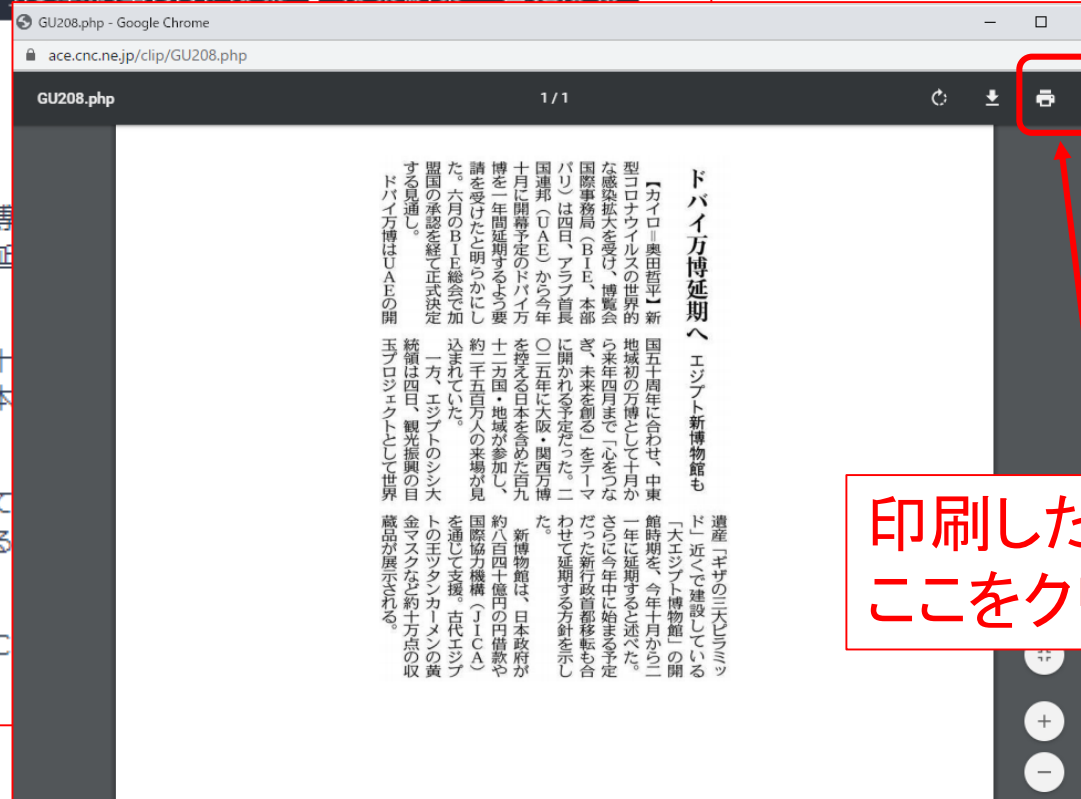 GU208.php - Google Chrome
ace.cnc.ne.jp/clip/GU208.php
GU208.php
1 / 1
ドバイ万博延期へ エジプト新博物館も
【カイロ=奥田哲平】新
型コロナウイルスの世界的
な感染拡大を受け、博覧会
国際事務局(BIE、本部
パリ)は四日、アラブ首長
国連邦(UAE)から今年
十月に開幕予定のドバイ万
博を一年間延期するよう要
請を受けたと明らかにし
た。六月のBIE総会で加
盟国の承認を経て正式決定
する見通し。
ドバイ万博はUAEの開
国五十周年に合わせ、中東
地域初の万博として十月か
ら来年四月まで「心をつな
ぎ、未来を創る」をテーマ
に開かれる予定だった。二
〇二五年に大阪・関西万博
を控える日本を含めた百九
十二カ国・地域が参加し、
約二千五百万人の来場が見
込まれていた。
一方、エジプトのシシ大
統領は四日、観光振興の目
玉プロジェクトとして世界
遺産「ギザの三大ピラミッ
ド」近くで建設している
「大エジプト博物館」の開
館時期を、今年十月から二
一年に延期すると述べた。
さらに今年中に始まる予定
だった新行政首都移転も合
わせて延期する方針を示し
た。
新博物館は、日本政府が
約八百四十億円の円借款や
国際協力機構(JICA)
を通じて支援。古代エジプ
トの王ツタンカーメンの黄
金マスクなど約十万点の収
蔵品が展示される。
印刷した
ここをク